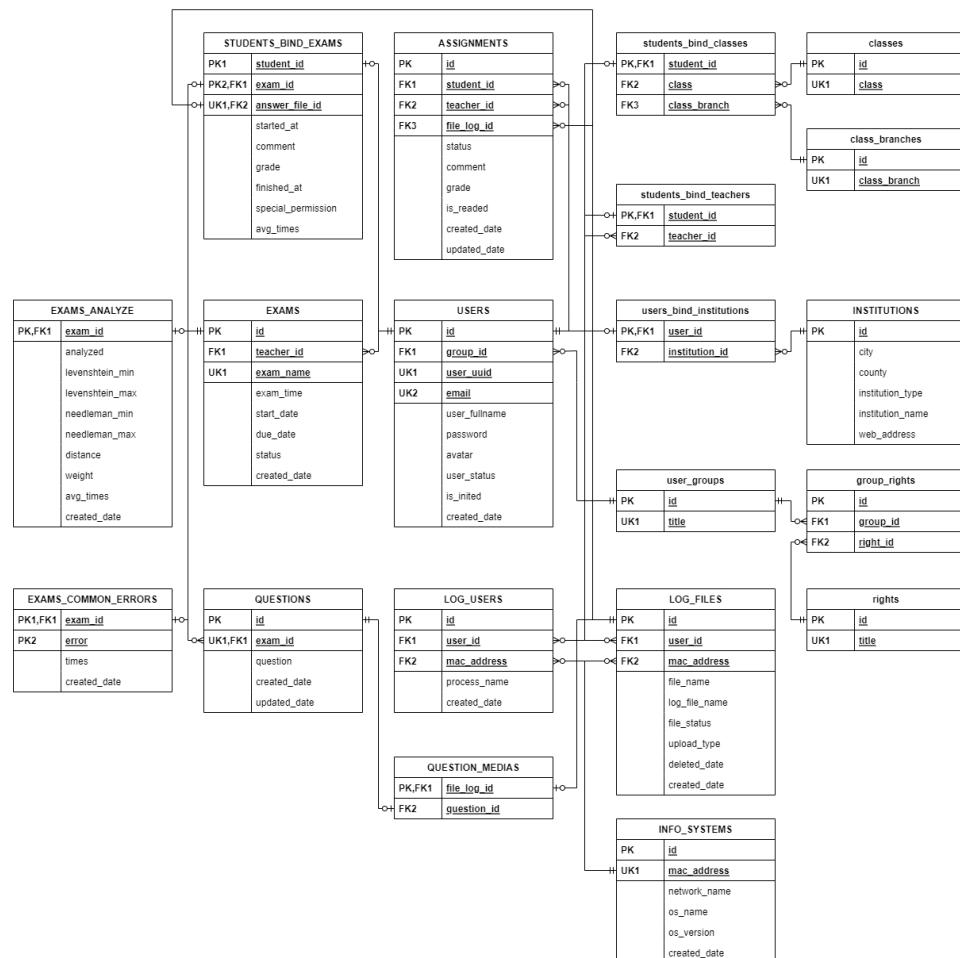 STUDENTS_BIND_EXAMS
PK1 student_id
PK2,FK1 exam_id
UK1,FK2 answer_file_id
started_at
comment
grade
finished_at
special_permission
avg_times
ASSIGNMENTS
PK id
FK1 student_id
FK2 teacher_id
FK3 file_log_id
status
comment
grade
is_readed
created_date
updated_date
students_bind_classes
PK,FK1 student_id
FK2 class
FK3 class_branch
classes
PK id
UK1 class
class_branches
PK id
UK1 class_branch
students_bind_teachers
PK,FK1 student_id
FK2 teacher_id
EXAMS_ANALYZE
PK,FK1 exam_id
analyzed
levenshtein_min
levenshtein_max
needleman_min
needleman_max
distance
weight
avg_times
created_date
EXAMS
PK id
FK1 teacher_id
UK1 exam_name
exam_time
start_date
due_date
status
created_date
USERS
PK id
FK1 group_id
UK1 user_uuid
UK2 email
user_fullname
password
avatar
user_status
is_inited
created_date
users_bind_institutions
PK,FK1 user_id
FK2 institution_id
INSTITUTIONS
PK id
city
county
institution_type
institution_name
web_address
user_groups
PK id
UK1 title
group_rights
PK id
FK1 group_id
FK2 right_id
EXAMS_COMMON_ERRORS
PK1,FK1 exam_id
PK2 error
times
created_date
QUESTIONS
PK id
UK1,FK1 exam_id
question
created_date
updated_date
LOG_USERS
PK id
FK1 user_id
FK2 mac_address
process_name
created_date
LOG_FILES
PK id
FK1 user_id
FK2 mac_address
file_name
log_file_name
file_status
upload_type
deleted_date
created_date
rights
PK id
UK1 title
QUESTION_MEDIAS
PK,FK1 file_log_id
FK2 question_id
INFO_SYSTEMS
PK id
UK1 mac_address
network_name
os_name
os_version
created_date